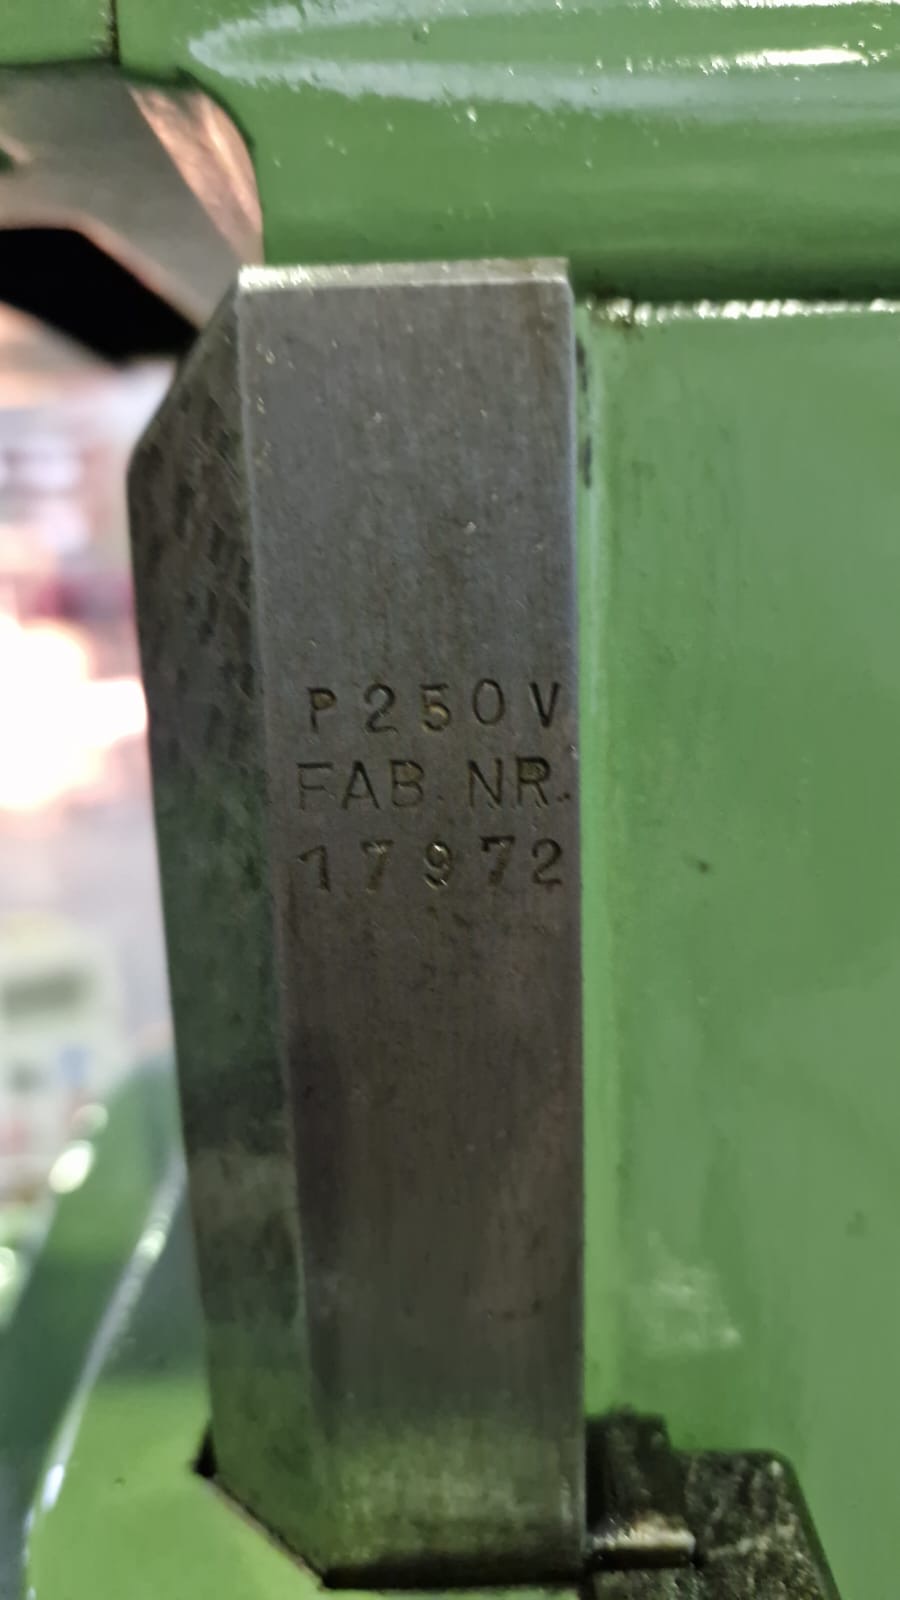 P250V
FAB. NR.
17972